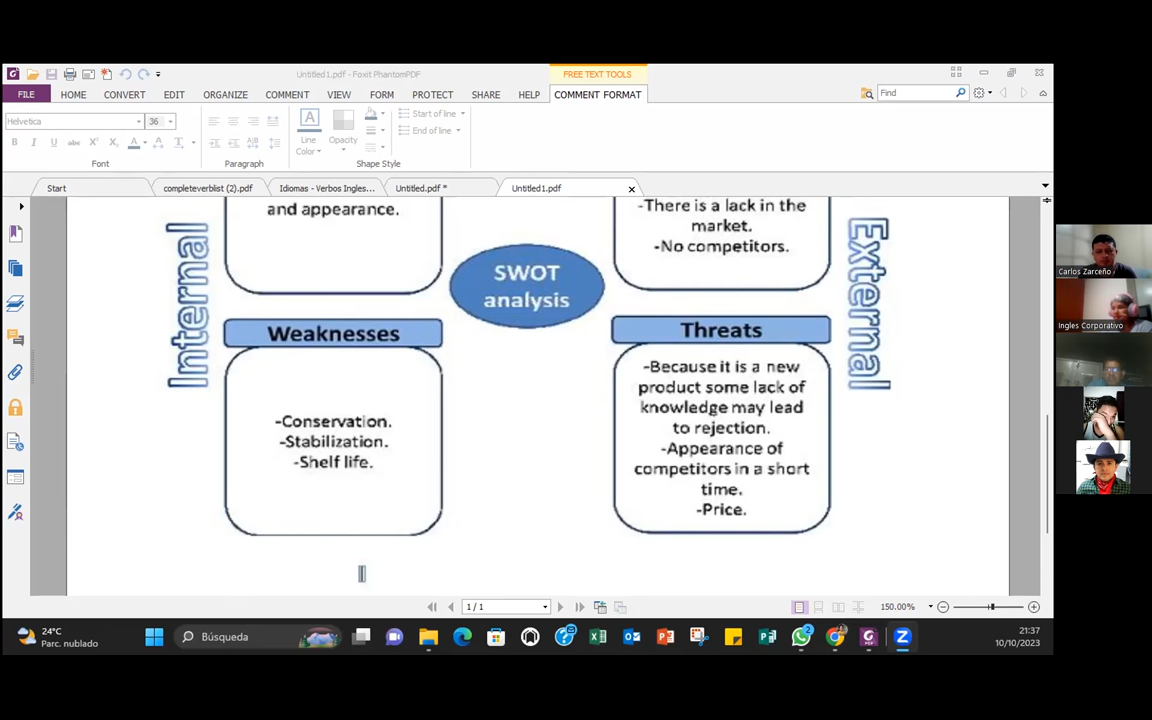 Untitled1.pdf - Foxit PhantomPDF
FREE TEXT TOOLS
FILE
HOME
CONVERT
EDIT
ORGANIZE
COMMENT
VIEW
FORM
PROTECT
SHARE
HELP
COMMENT FORMAT
Find
Helvetica
36
Start of line
End of line
Line
Color
Opacity
Font
Paragraph
Shape Style
Start
completeverblist (2).pdf
Idiomas - Verbos Ingles...
Untitled.pdf *
Untitled1.pdf
and appearance.
-There is a lack in the
market.
-No competitors.
Internal
SWOT
analysis
External
Weaknesses
-Conservation.
-Stabilization.
-Shelf life.
Threats
-Because it is a new
product some lack of
knowledge may lead
to rejection.
-Appearance of
competitors in a short
time.
-Price.
Carlos Zarceño
Ingles Corporativo
1 / 1
150.00%
24°C
Parc. nublado
Búsqueda
2
21:37
10/10/2023